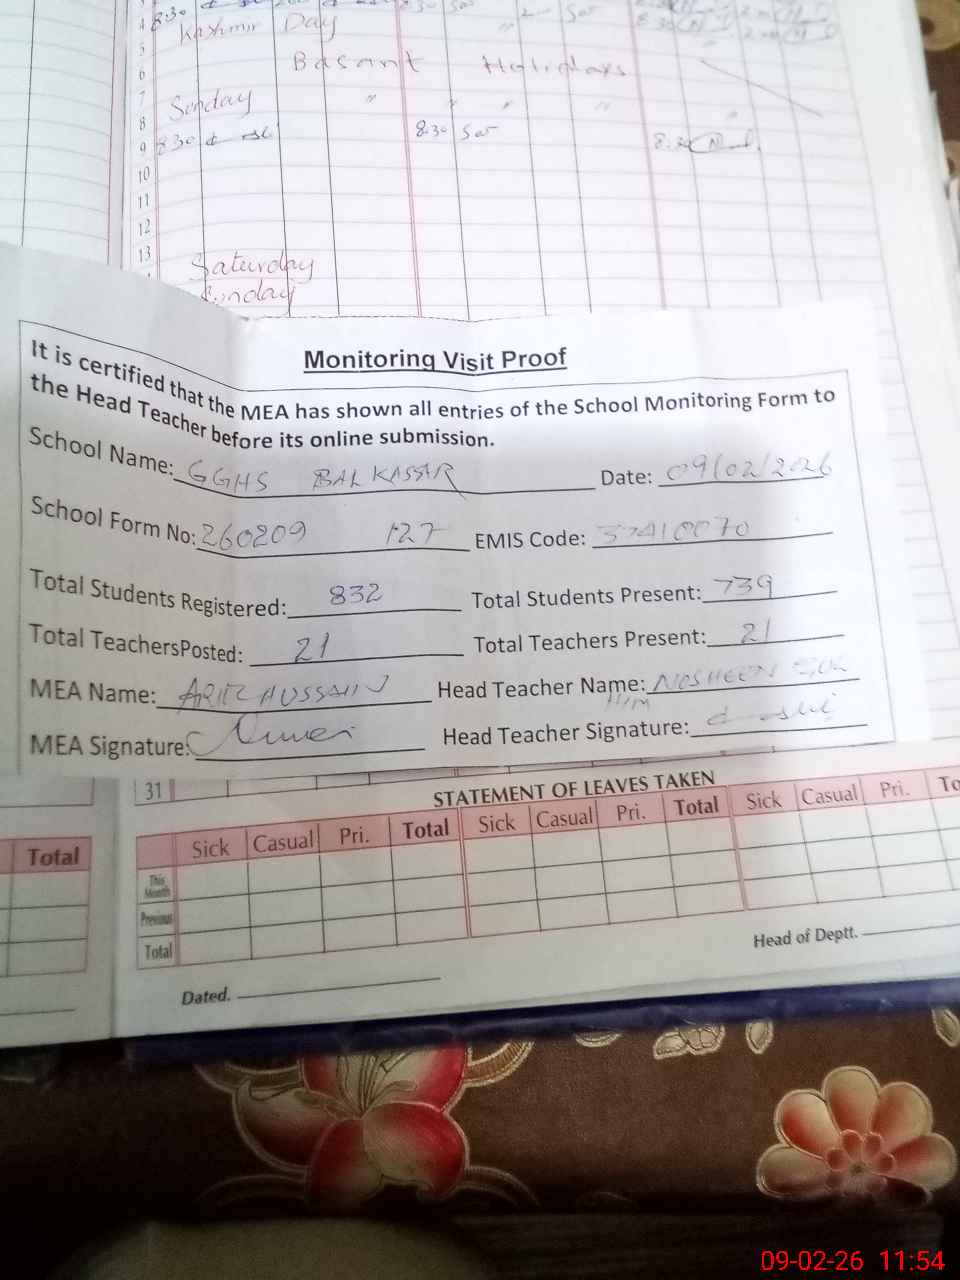 4 8:30
5 Kashmir Day
6 Basant Holidays
7
8 Sunday " " " " "
9 8:30 8:30 Sar
10
11
12
13
Saturday
Sunday
Monitoring Visit Proof
It is certified that the MEA has shown all entries of the School Monitoring Form to
the Head Teacher before its online submission.
School Name: GGHS BALKASSAR Date: 09/02/2026
School Form No: 260209 127 EMIS Code: 37410070
Total Students Registered: 832 Total Students Present: 739
Total TeachersPosted: 21 Total Teachers Present: 21
MEA Name: HUSSAIN Head Teacher Name: NOSHEEN
MEA Signature: Head Teacher Signature:
31
STATEMENT OF LEAVES TAKEN
Total Sick Casual Pri. Total Sick Casual Pri. Total Sick Casual Pri. To
This Month
Previous
Total
Head of Deptt.
Dated.
09-02-26 11:54